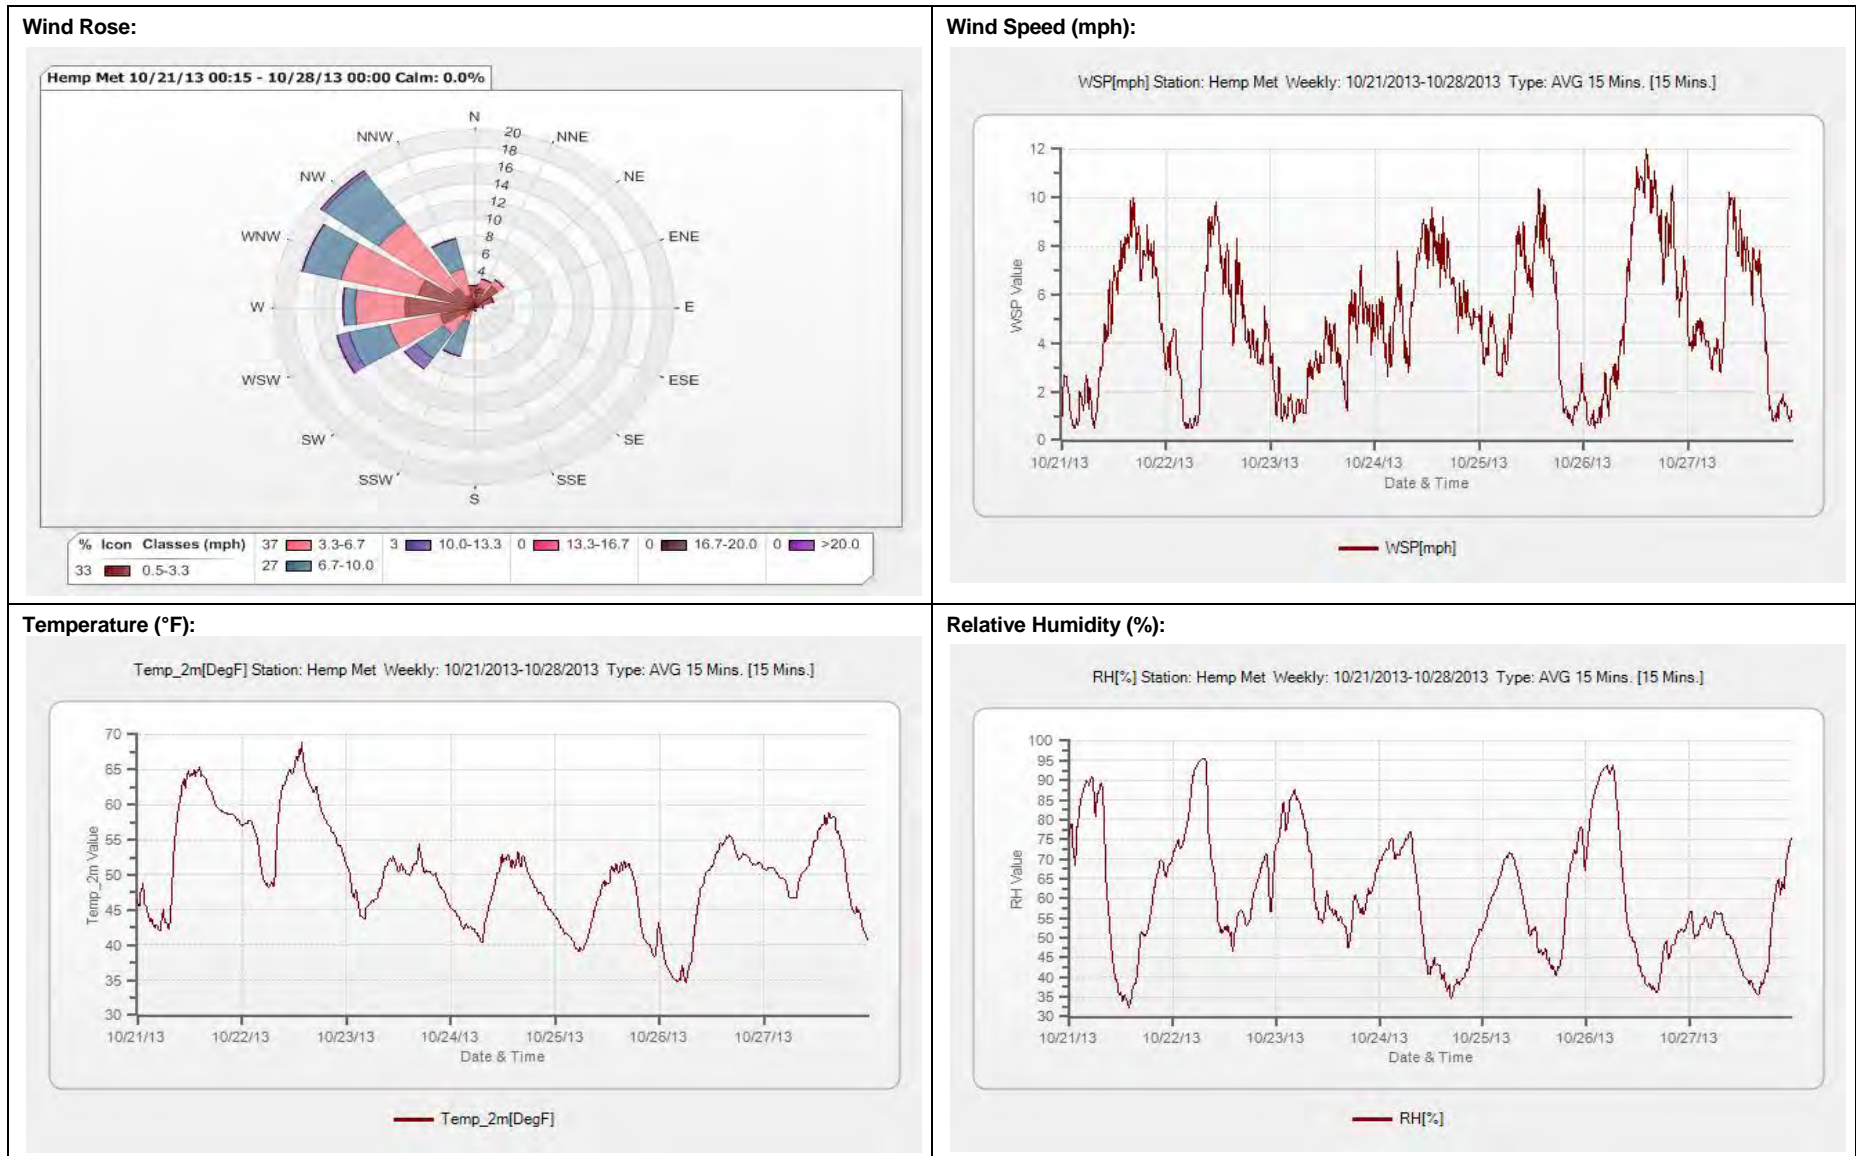 Wind Rose:
Hemp Met 10/21/13 00:15 - 10/28/13 00:00 Calm: 0.0%
N
NNW
NNE
NW
NE
WNW
ENE
W
E
WSW
ESE
SW
SE
SSW
SSE
S
20
18
16
14
12
10
8
6
4
% Icon Classes (mph) 37 3.3-6.7 3 10.0-13.3 0 13.3-16.7 0 16.7-20.0 0 >20.0
33 0.5-3.3 27 6.7-10.0
Wind Speed (mph):
WSP[mph] Station: Hemp Met Weekly: 10/21/2013-10/28/2013 Type: AVG 15 Mins. [15 Mins.]
WSP Value
12
10
8
6
4
2
0
10/21/13 10/22/13 10/23/13 10/24/13 10/25/13 10/26/13 10/27/13
Date & Time
WSP[mph]
Temperature (°F):
Temp_2m[DegF] Station: Hemp Met Weekly: 10/21/2013-10/28/2013 Type: AVG 15 Mins. [15 Mins.]
Temp_2m Value
70
65
60
55
50
45
40
35
30
10/21/13 10/22/13 10/23/13 10/24/13 10/25/13 10/26/13 10/27/13
Date & Time
Temp_2m[DegF]
Relative Humidity (%):
RH[%] Station: Hemp Met Weekly: 10/21/2013-10/28/2013 Type: AVG 15 Mins. [15 Mins.]
RH Value
100
95
90
85
80
75
70
65
60
55
50
45
40
35
30
10/21/13 10/22/13 10/23/13 10/24/13 10/25/13 10/26/13 10/27/13
Date & Time
RH[%]